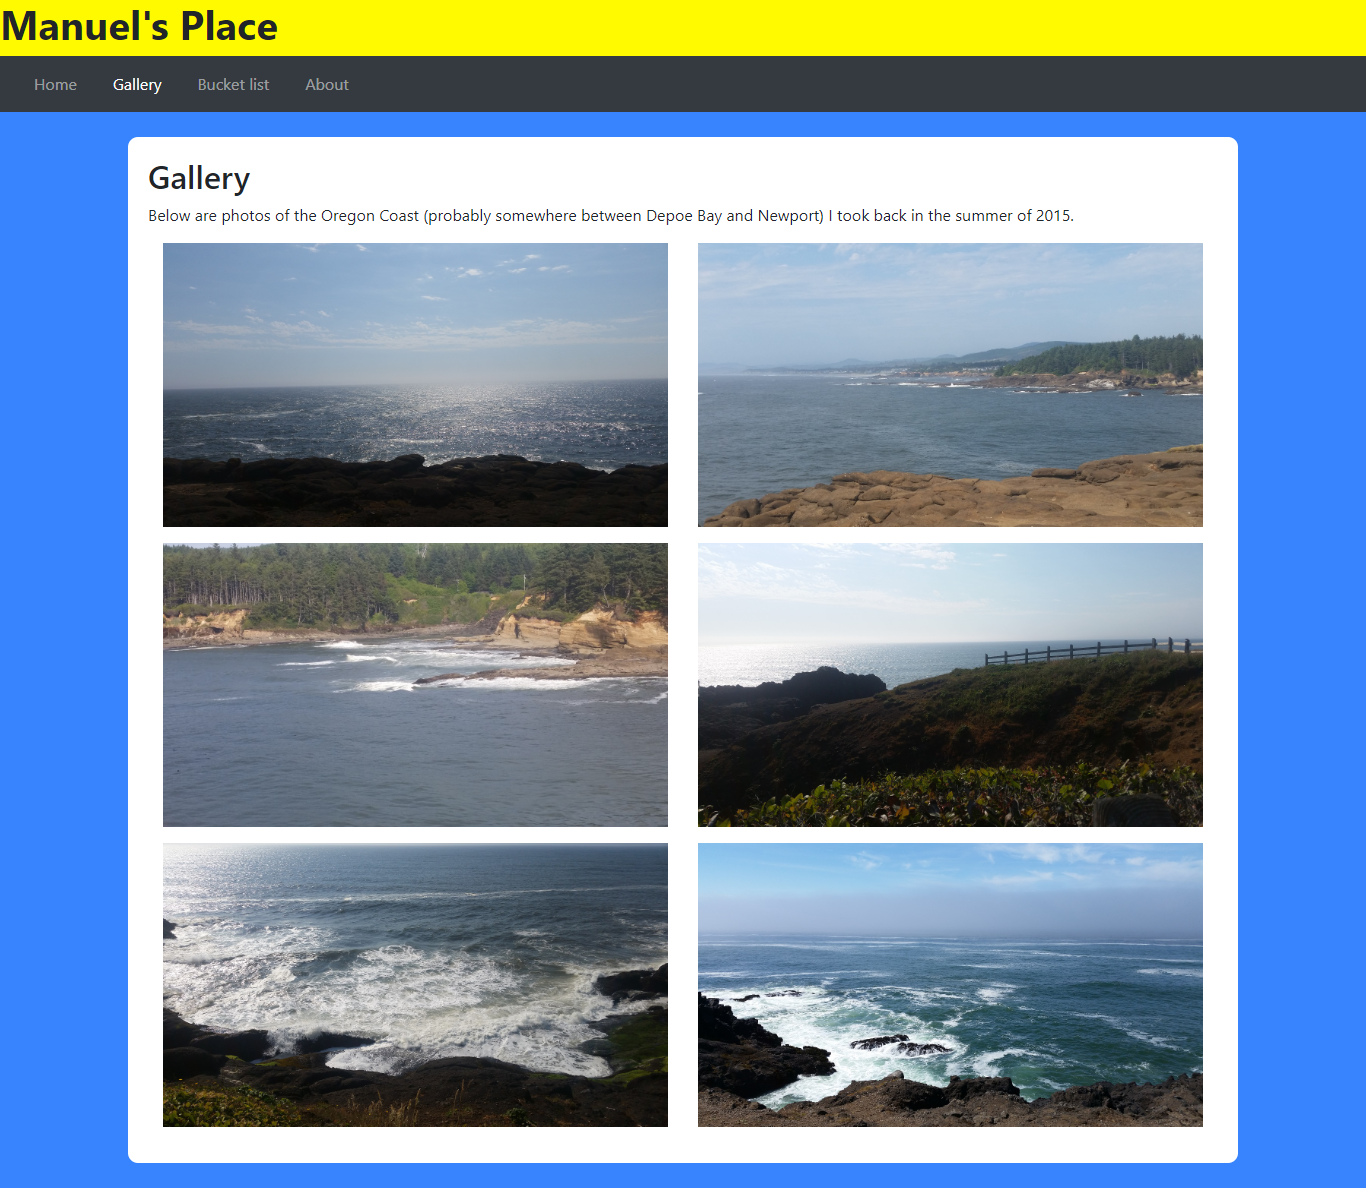 Manuel's Place
Home Gallery Bucket list About
Gallery
Below are photos of the Oregon Coast (probably somewhere between Depoe Bay and Newport) I took back in the summer of 2015.